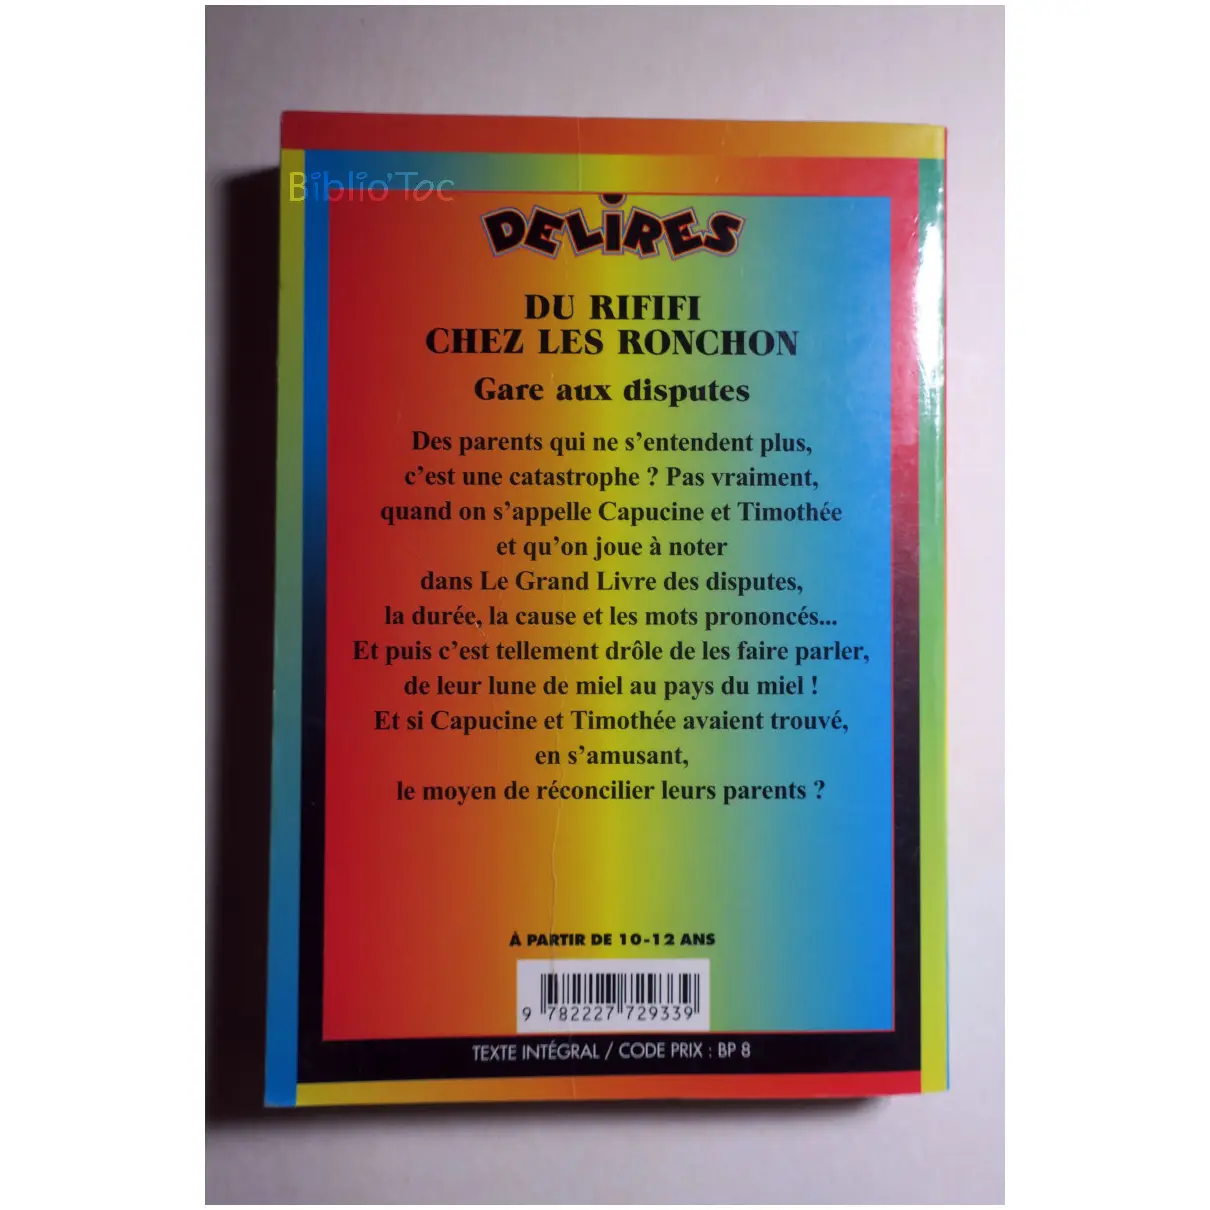 Biblio'Toc
DELiRES
DU RIFIFI
CHEZ LES RONCHON
Gare aux disputes
Des parents qui ne s'entendent plus,
c'est une catastrophe ? Pas vraiment,
quand on s'appelle Capucine et Timothée
et qu'on joue à noter
dans Le Grand Livre des disputes,
la durée, la cause et les mots prononcés...
Et puis c'est tellement drôle de les faire parler,
de leur lune de miel au pays du miel !
Et si Capucine et Timothée avaient trouvé,
en s'amusant,
le moyen de réconcilier leurs parents ?
À PARTIR DE 10-12 ANS
9 782227 729339
TEXTE INTÉGRAL / CODE PRIX : BP 8